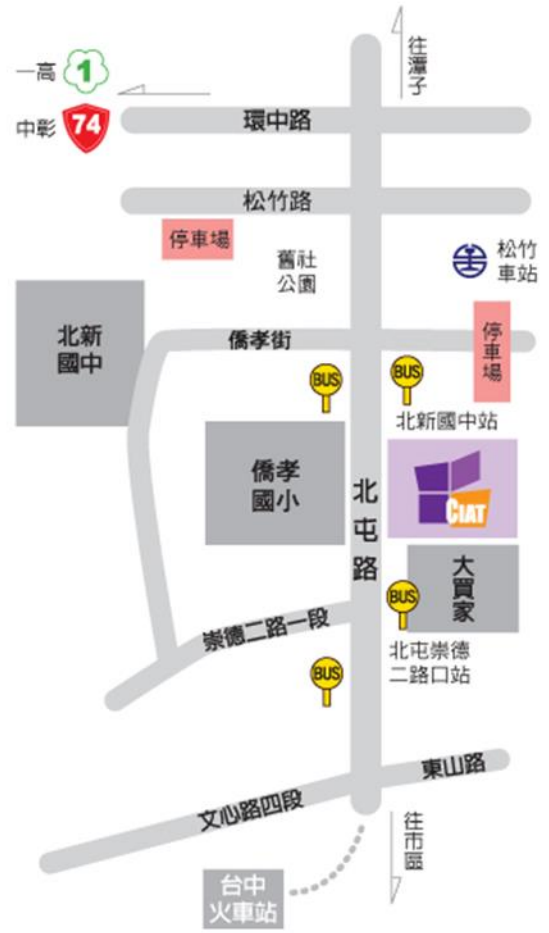 往潭子
一高
1
中彰
74
環中路
松竹路
停車場
舊社
公園
松竹
車站
北新
國中
僑孝街
停車場
BUS
BUS
北新國中站
僑孝
國小
北屯路
CIAT
大買家
BUS
崇德二路一段
北屯崇德
二路口站
BUS
東山路
文心路四段
往市區
台中
火車站